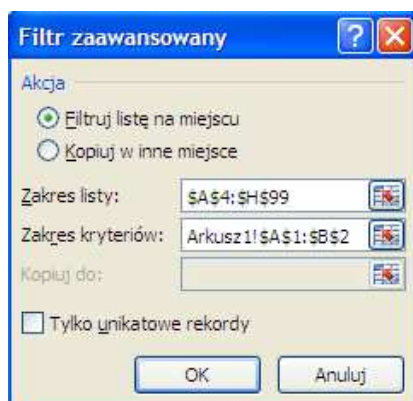 Filtr zaawansowany
Akcja
Filtruj listę na miejscu
Kopiuj w inne miejsce
Zakres listy: $A$4:$H$99
Zakres kryteriów: Arkusz1!$A$1:$B$2
Kopiuj do:
Tylko unikatowe rekordy
OK Anuluj